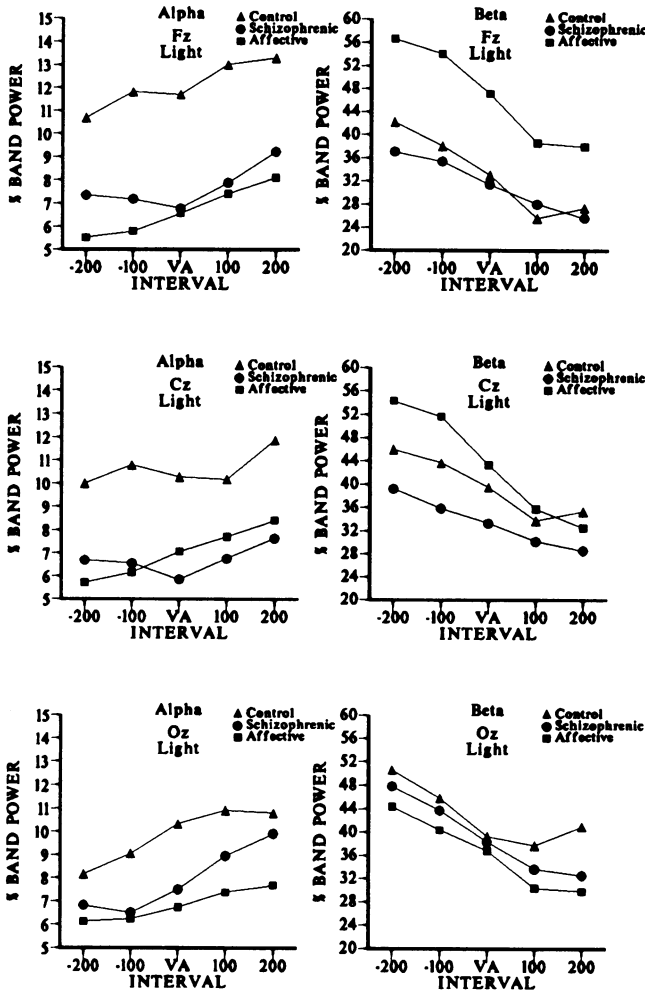 Alpha
Fz
Light
Control
Schizophrenic
Affective
% BAND POWER
15
14
13
12
11
10
9
8
7
6
5
-200 -100 VA 100 200
INTERVAL
Beta
Fz
Light
Control
Schizophrenic
Affective
% BAND POWER
60
56
52
48
44
40
36
32
28
24
20
-200 -100 VA 100 200
INTERVAL
Alpha
Cz
Light
Control
Schizophrenic
Affective
% BAND POWER
15
14
13
12
11
10
9
8
7
6
5
-200 -100 VA 100 200
INTERVAL
Beta
Cz
Light
Control
Schizophrenic
Affective
% BAND POWER
60
56
52
48
44
40
36
32
28
24
20
-200 -100 VA 100 200
INTERVAL
Alpha
Oz
Light
Control
Schizophrenic
Affective
% BAND POWER
15
14
13
12
11
10
9
8
7
6
5
-200 -100 VA 100 200
INTERVAL
Beta
Oz
Light
Control
Schizophrenic
Affective
% BAND POWER
60
56
52
48
44
40
36
32
28
24
20
-200 -100 VA 100 200
INTERVAL